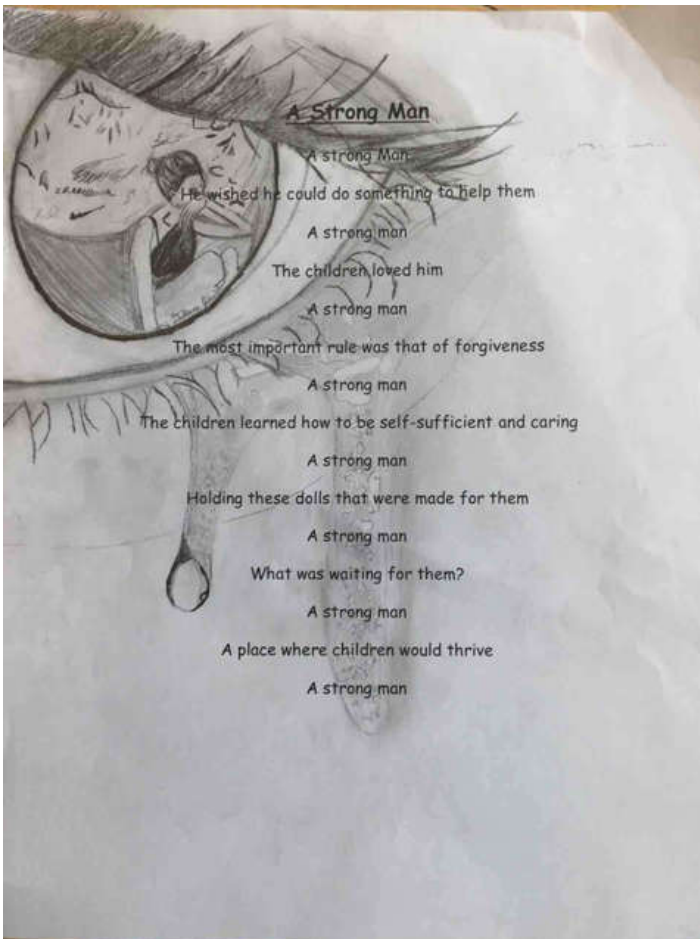 A Strong Man
A strong Man
He wished he could do something to help them
A strong man
The children loved him
A strong man
The most important rule was that of forgiveness
A strong man
The children learned how to be self-sufficient and caring
A strong man
Holding these dolls that were made for them
A strong man
What was waiting for them?
A strong man
A place where children would thrive
A strong man